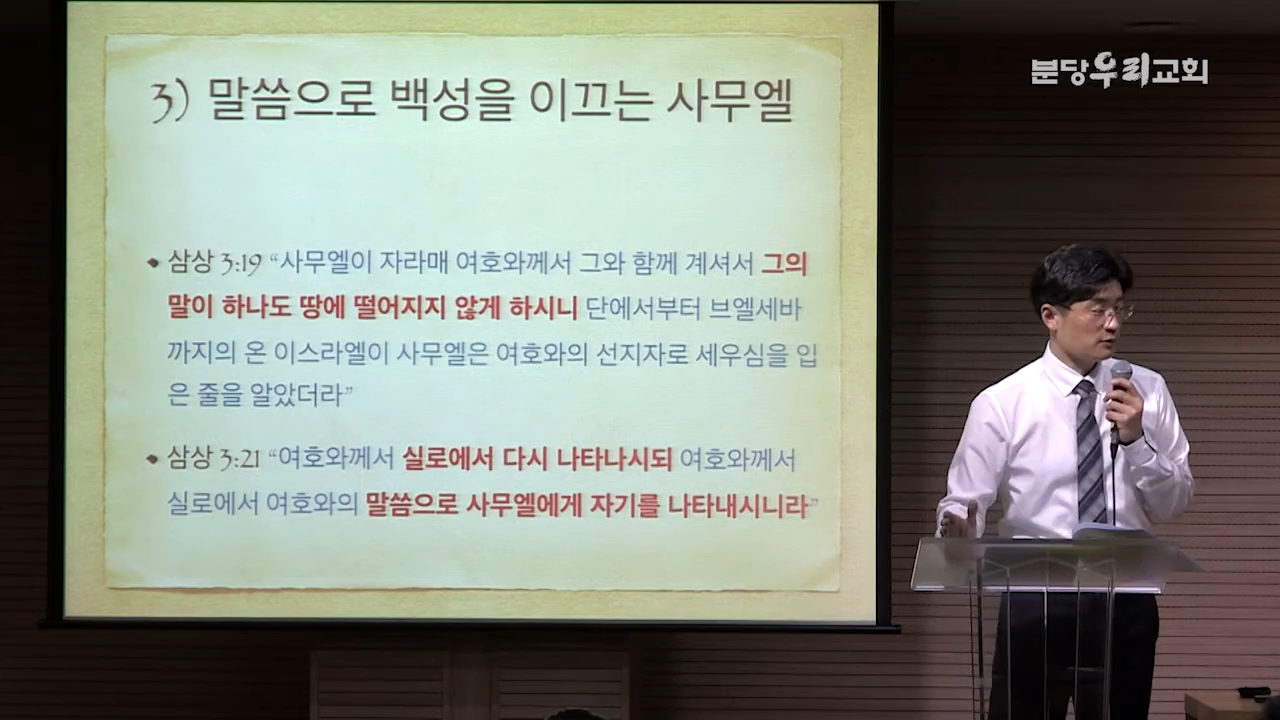 분당우리교회
3) 말씀으로 백성을 이끄는 사무엘
삼상 3:19 “사무엘이 자라매 여호와께서 그와 함께 계셔서 그의
말이 하나도 땅에 떨어지지 않게 하시니 단에서부터 브엘세바
까지의 온 이스라엘이 사무엘은 여호와의 선지자로 세우심을 입
은 줄을 알았더라”
삼상 3:21 “여호와께서 실로에서 다시 나타나시되 여호와께서
실로에서 여호와의 말씀으로 사무엘에게 자기를 나타내시니라”